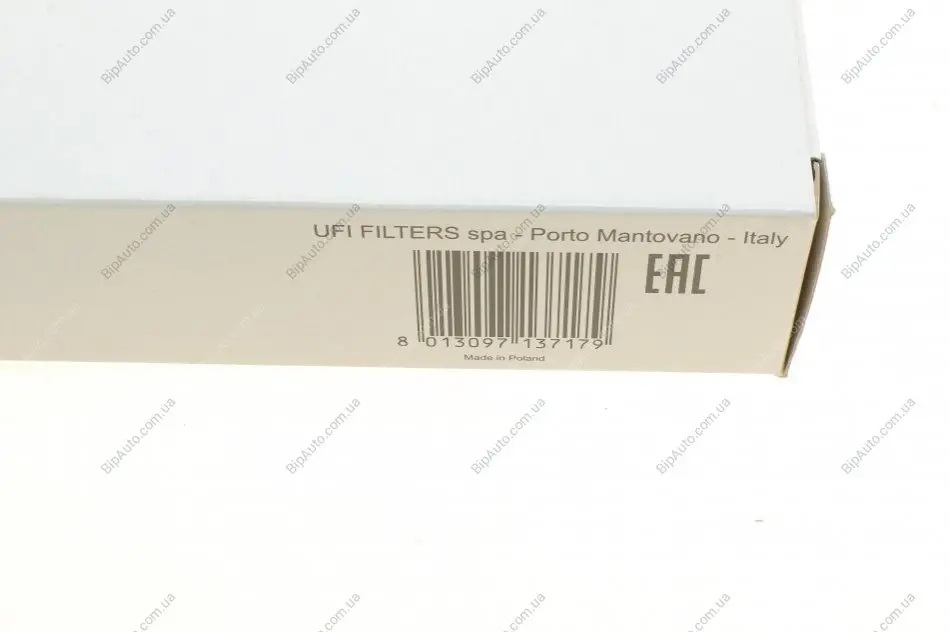 UFI FILTERS spa - Porto Mantovano - Italy
EAC
8 013097 137179
Made in Poland
BipAuto.com.ua